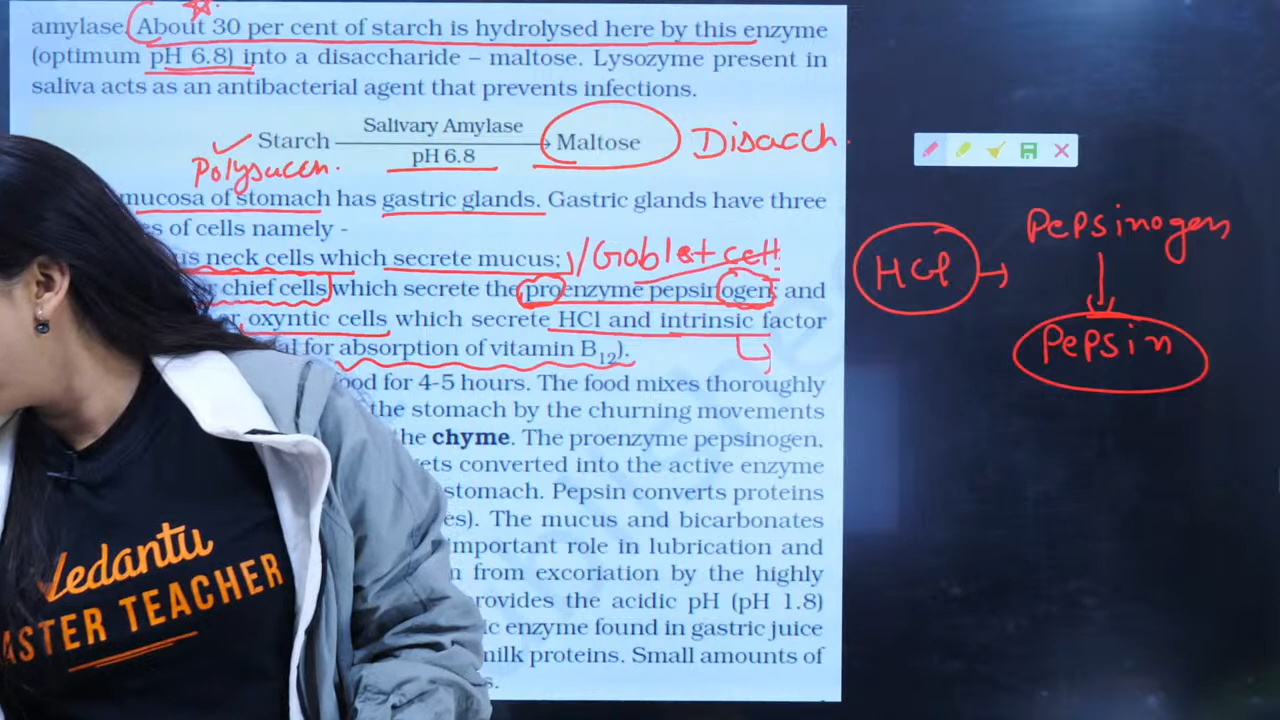 amylase. About 30 per cent of starch is hydrolysed here by this enzyme
(optimum pH 6.8) into a disaccharide – maltose. Lysozyme present in
saliva acts as an antibacterial agent that prevents infections.
Starch Salivary Amylase pH 6.8 Maltose Disacch.
Polysacch.
mucosa of stomach has gastric glands. Gastric glands have three
of cells namely -
neck cells which secrete mucus; /Goblet cell
chief cells which secrete the proenzyme pepsinogen; and
oxyntic cells which secrete HCl and intrinsic factor
for absorption of vitamin B12).
for 4-5 hours. The food mixes thoroughly
the stomach by the churning movements
the chyme. The proenzyme pepsinogen,
converted into the active enzyme
stomach. Pepsin converts proteins
The mucus and bicarbonates
important role in lubrication and
from excoriation by the highly
provides the acidic pH (pH 1.8)
enzyme found in gastric juice
milk proteins. Small amounts of
Pepsinogen
HCl
Pepsin
Vedantu
MASTER TEACHER